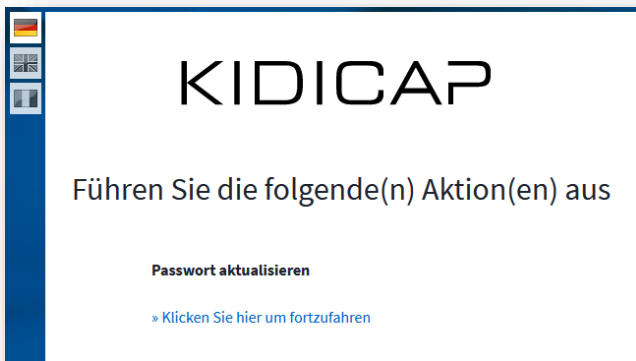 KIDICAP
Führen Sie die folgende(n) Aktion(en) aus
Passwort aktualisieren
» Klicken Sie hier um fortzufahren